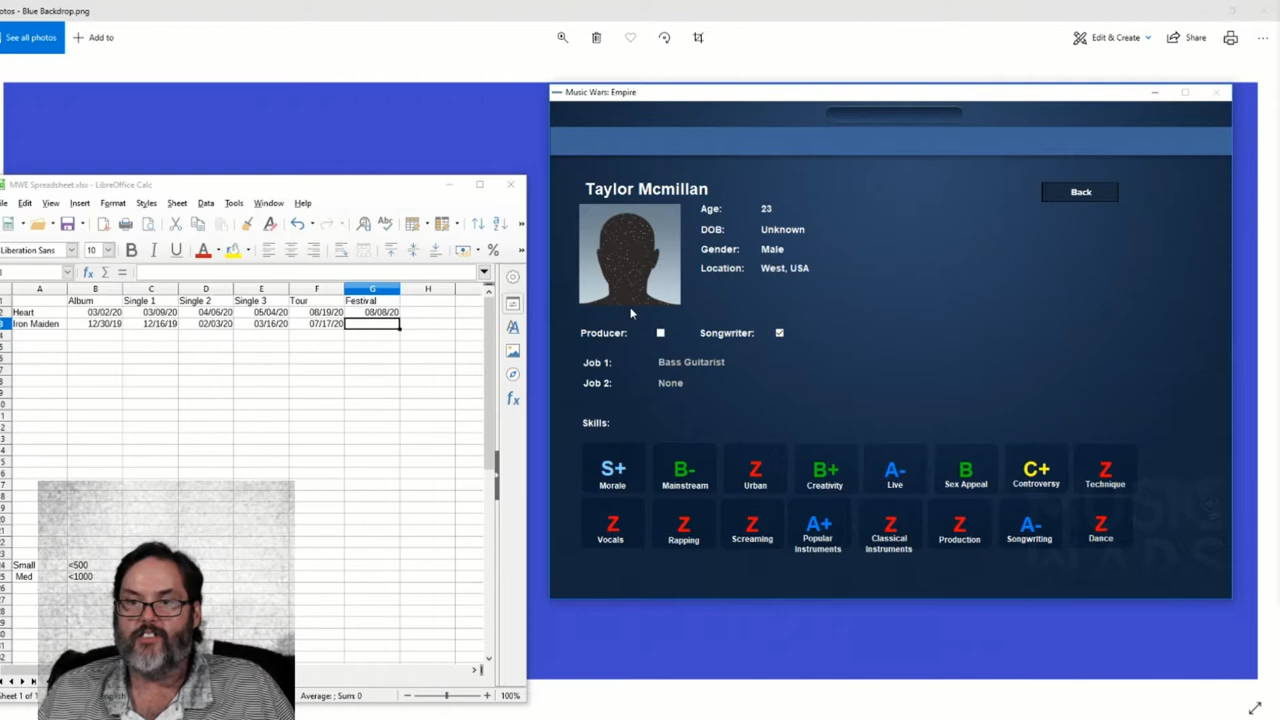 otos - Blue Backdrop.png
See all photos
Add to
Edit & Create
Share
Music Wars: Empire
Taylor Mcmillan
Back
Age: 23
DOB: Unknown
Gender: Male
Location: West, USA
Producer:
Songwriter:
Job 1: Bass Guitarist
Job 2: None
Skills:
S+ B- Z B+ A- B C+ Z
Morale Mainstream Urban Creativity Live Sex Appeal Controversy Technique
Z Z Z A+ Z Z A- Z
Vocals Rapping Screaming Popular Instruments Classical Instruments Production Songwriting Dance
MWE Spreadsheet.xlsx - LibreOffice Calc
ile Edit View Insert Format Styles Sheet Data Tools Window Help
Liberation Sans 10
A B C D E F G H
Album Single 1 Single 2 Single 3 Tour Festival
Heart 03/02/20 03/09/20 04/06/20 05/04/20 08/19/20 08/08/20
Iron Maiden 12/30/19 12/16/19 02/03/20 03/16/20 07/17/20
Small <500
Med <1000
Sheet 1 of 1
English
Average: ; Sum: 0
100%